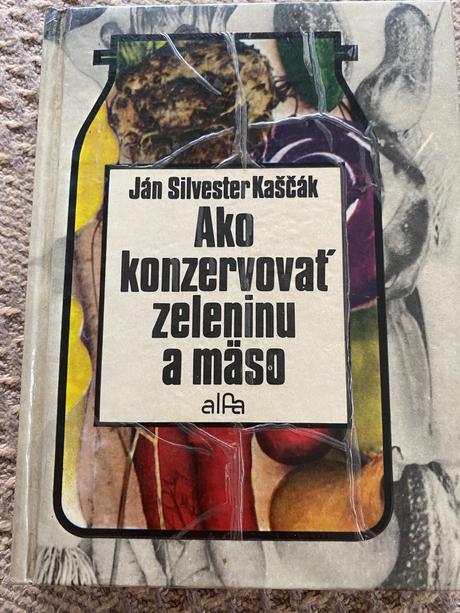 Ján Silvester Kaščák
Ako
konzervovať
zeleninu
a mäso
alfa